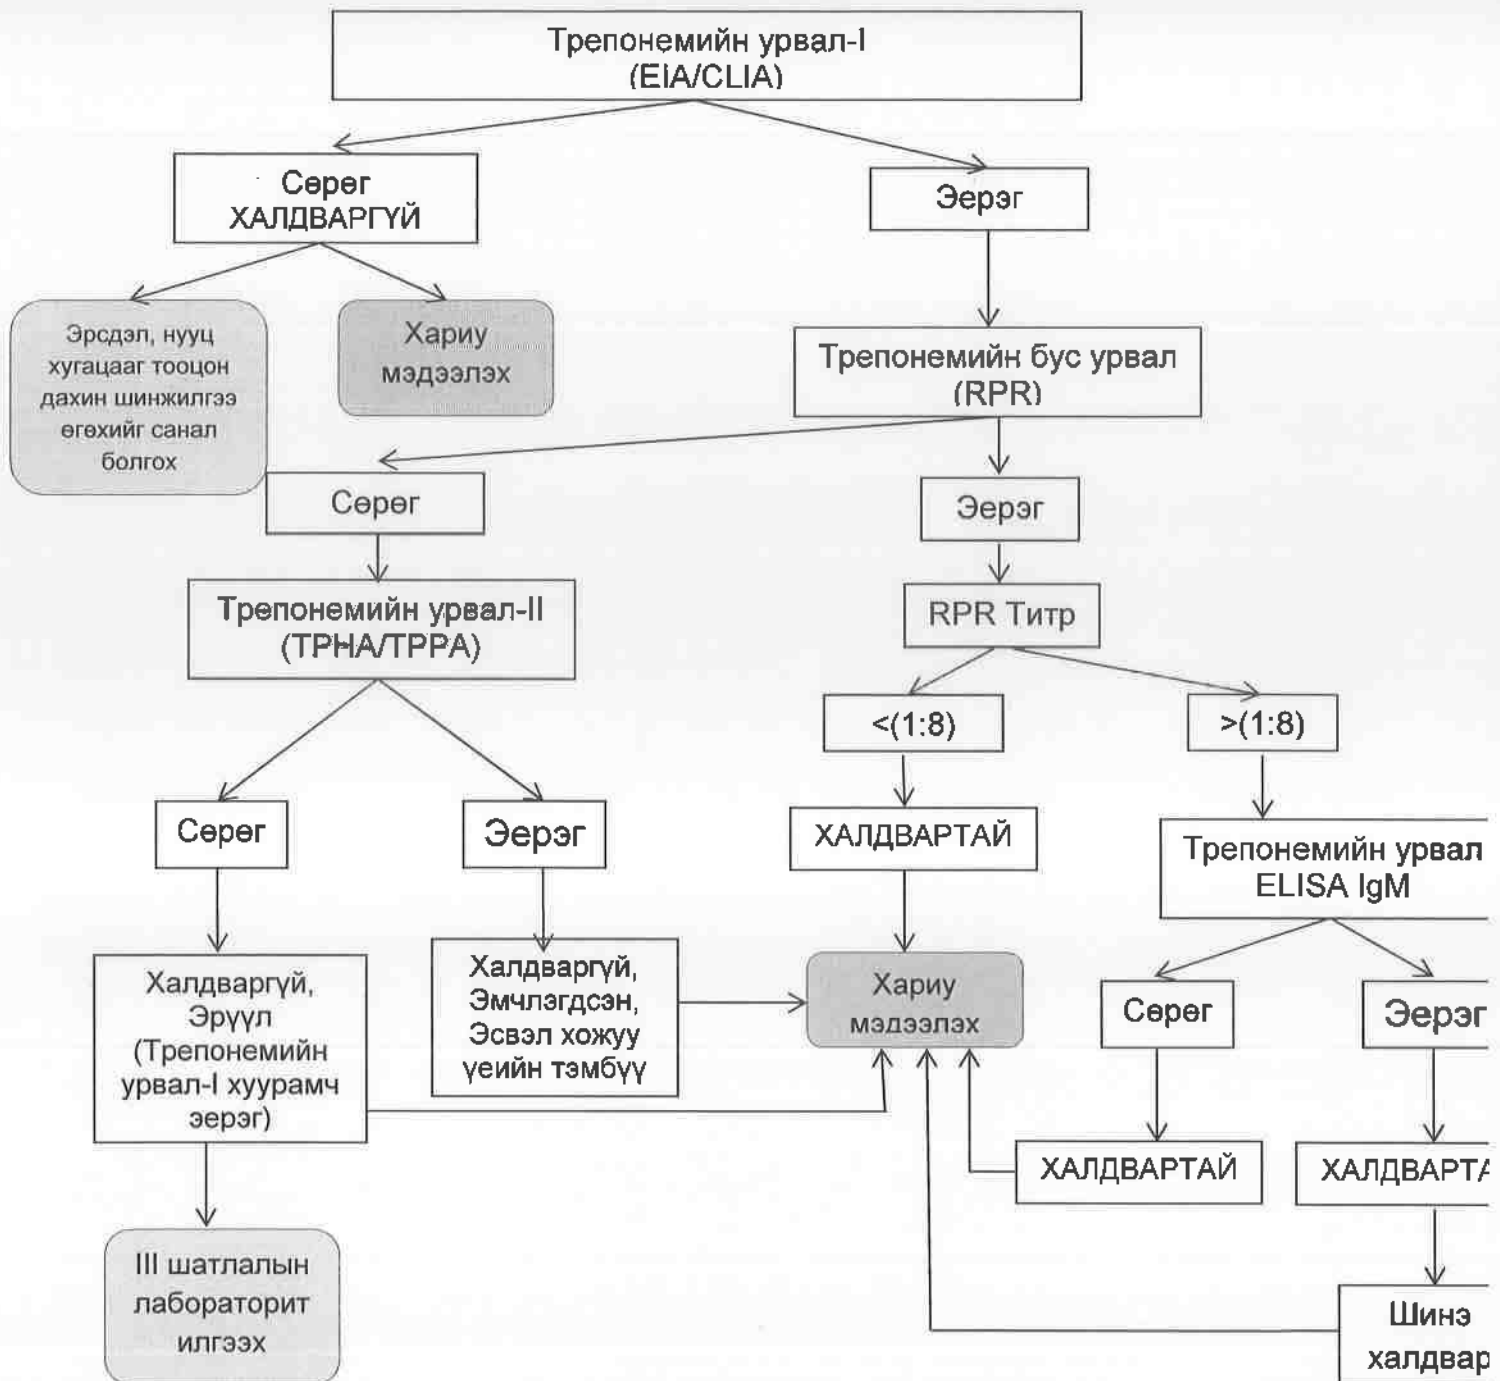 Трепонемийн урвал-I
(EIA/CLIA)
Сөрөг
ХАЛДВАРГҮЙ
Эерэг
Эрсдэл, нууц
хугацааг тооцон
дахин шинжилгээ
өгөхийг санал
болгох
Хариу
мэдээлэх
Трепонемийн бус урвал
(RPR)
Сөрөг
Эерэг
Трепонемийн урвал-II
(TPHA/TPPA)
RPR Титр
<(1:8)
>(1:8)
Сөрөг
Эерэг
ХАЛДВАРТАЙ
Трепонемийн урвал
ELISA IgM
Халдваргүй,
Эрүүл
(Трепонемийн
урвал-I хуурамч
эерэг)
Халдваргүй,
Эмчлэгдсэн,
Эсвэл хожуу
үеийн тэмбүү
Хариу
мэдээлэх
Сөрөг
Эерэг
ХАЛДВАРТАЙ
ХАЛДВАРТА
III шатлалын
лабораторит
илгээх
Шинэ
халдвар